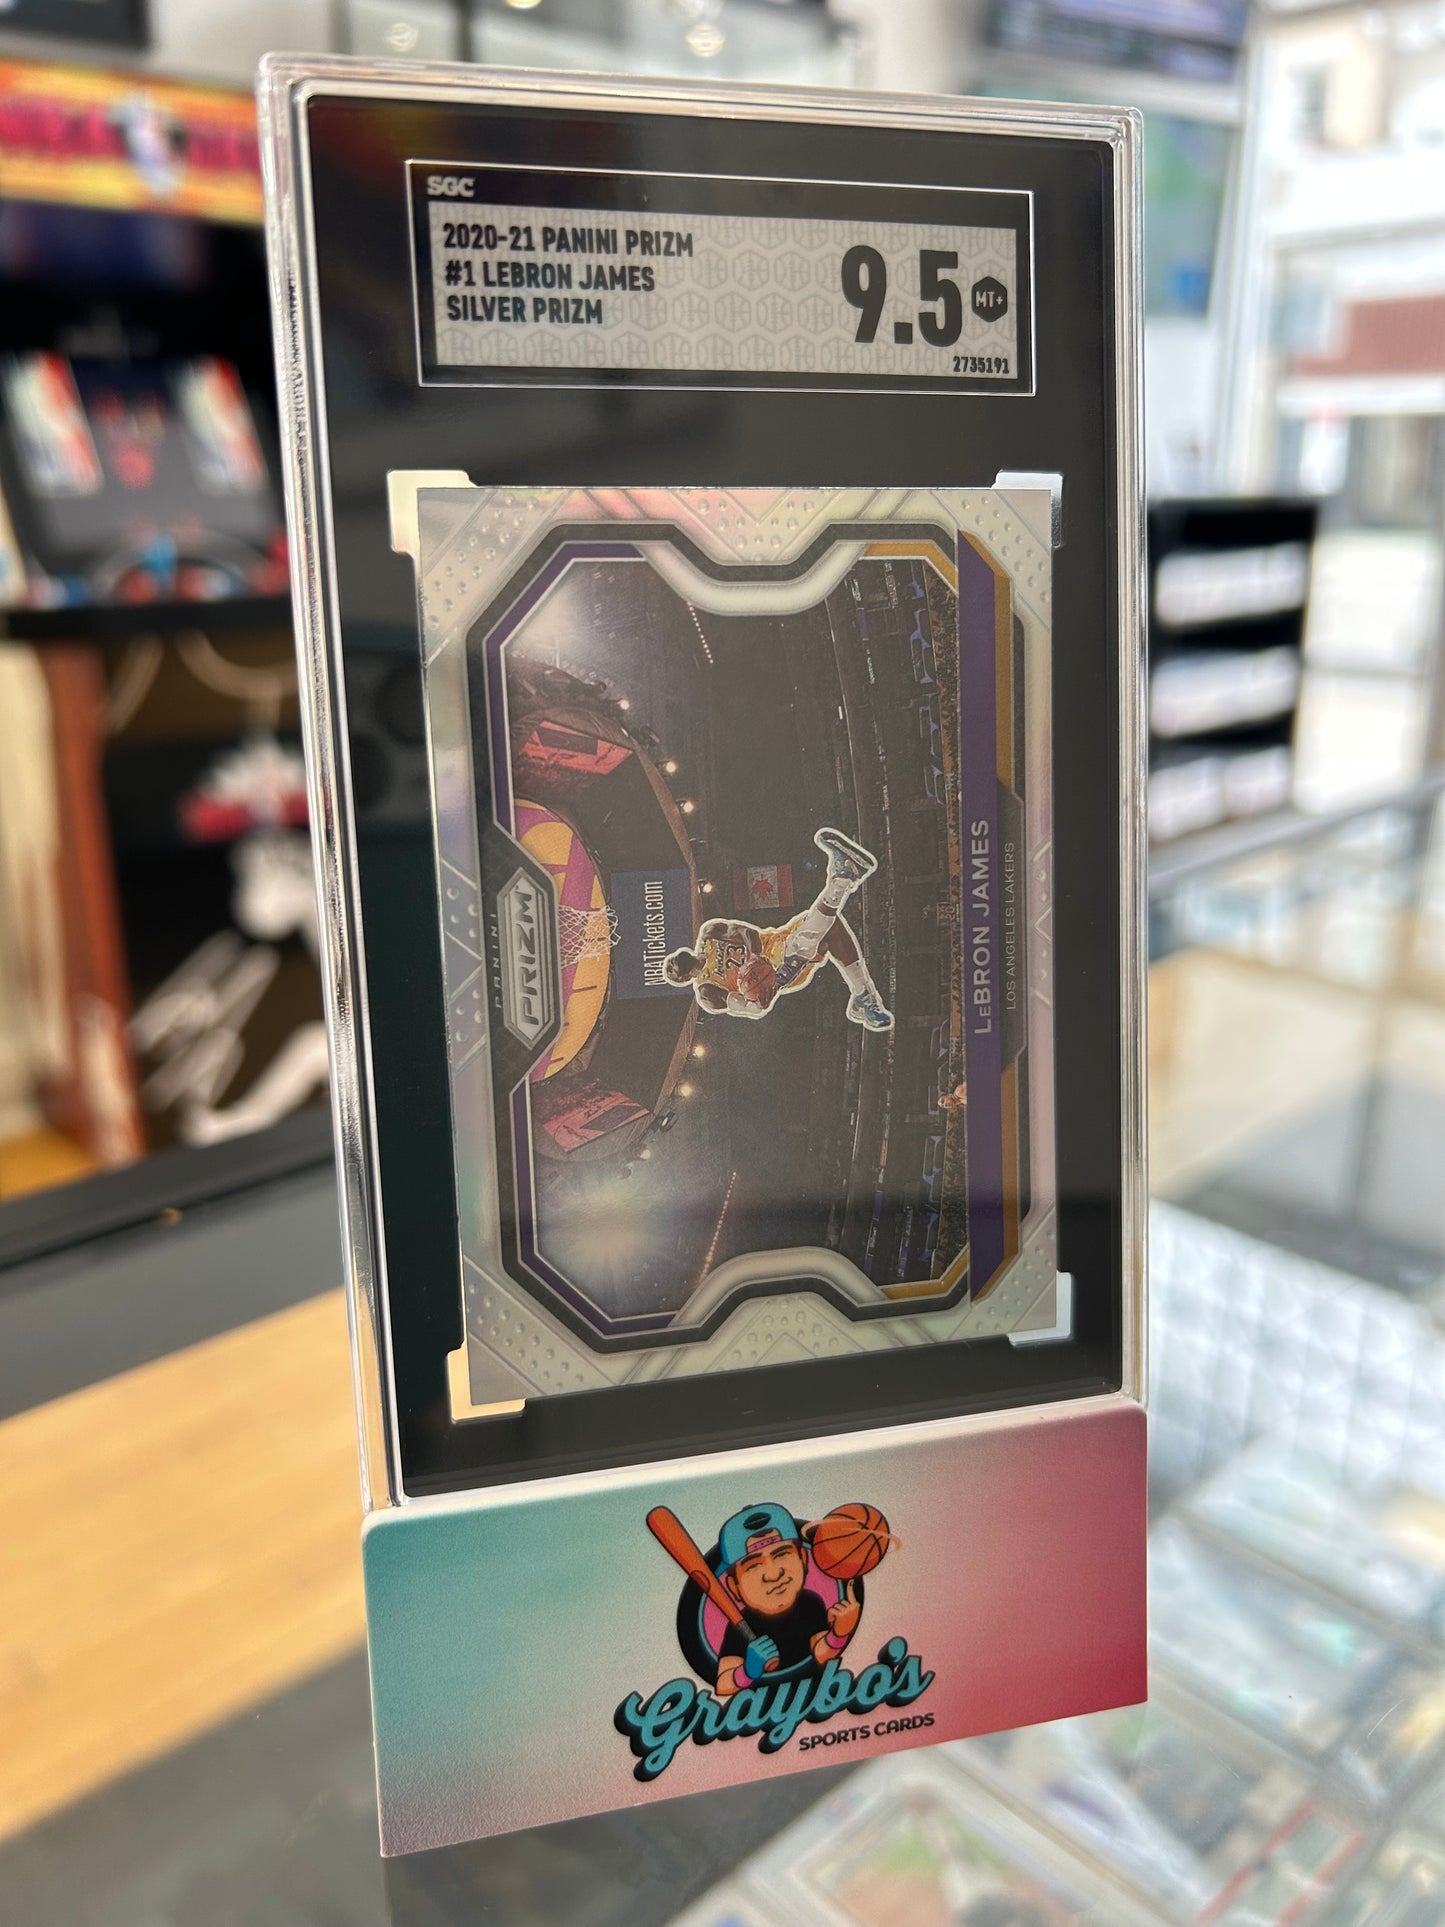 SGC
2020-21 PANINI PRIZM
#1 LEBRON JAMES
SILVER PRIZM
9.5
MT+
2735191
PANINI
PRIZM
NBATickets.com
23
LeBRON JAMES
LOS ANGELES LAKERS
Graybo's
SPORTS CARDS